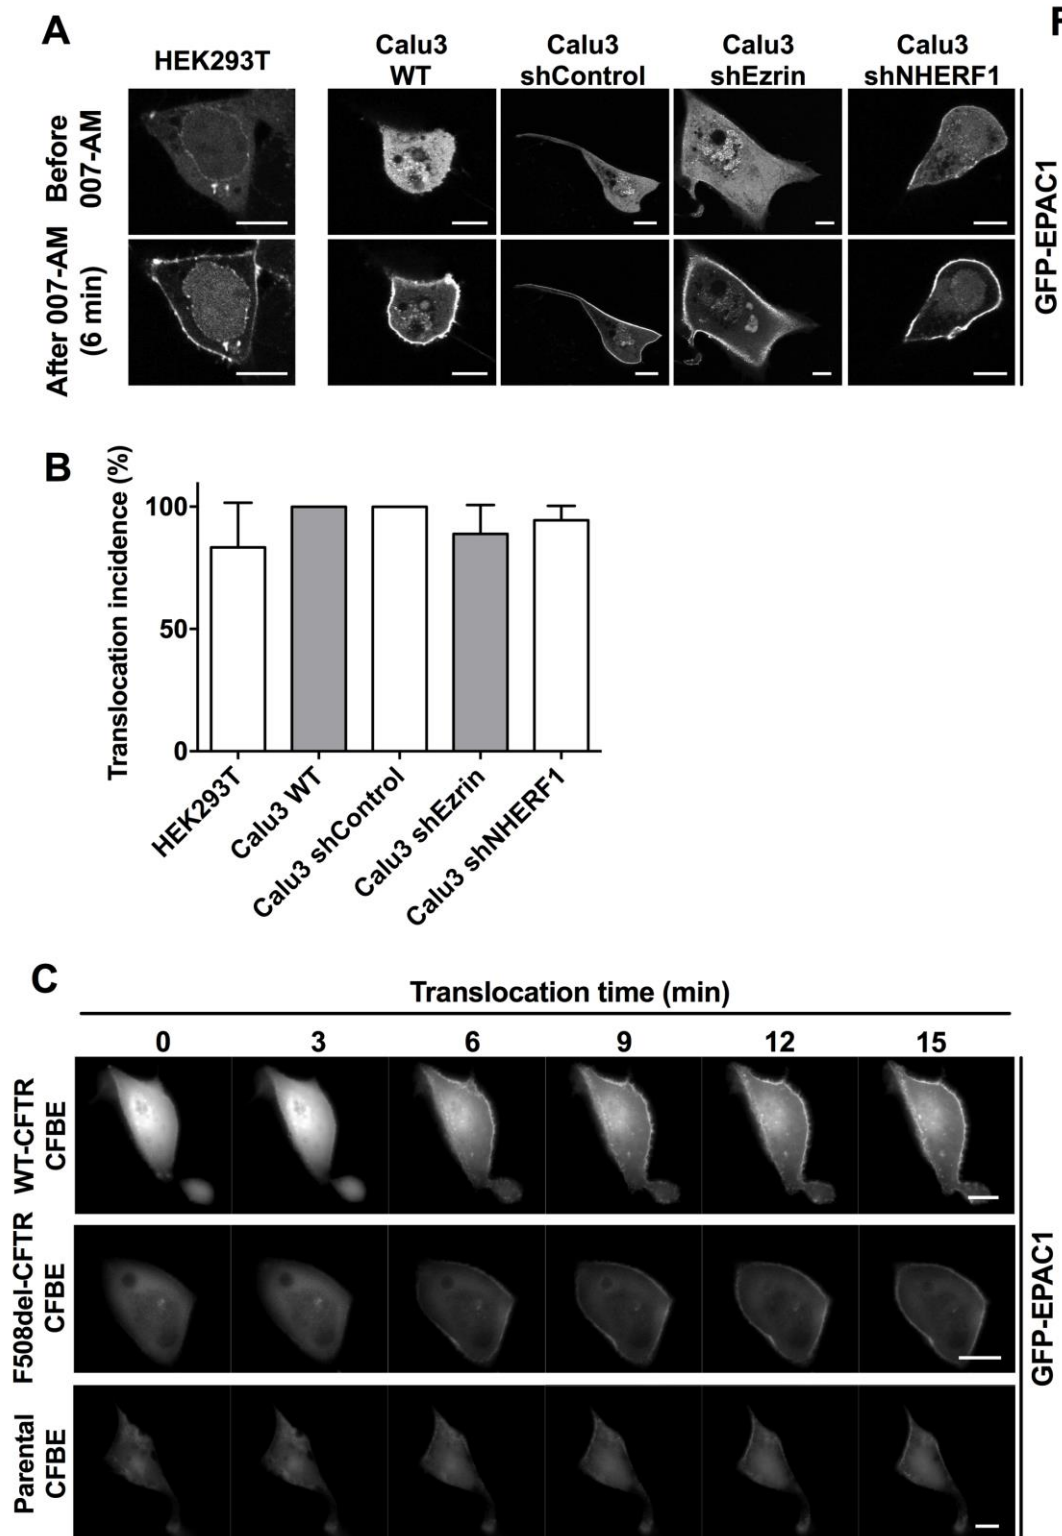 A
F
HEK293T
Calu3
WT
Calu3
shControl
Calu3
shEzrin
Calu3
shNHERF1
Before
007-AM
After 007-AM
(6 min)
GFP-EPAC1
B
Translocation incidence (%)
100
50
0
HEK293T
Calu3 WT
Calu3 shControl
Calu3 shEzrin
Calu3 shNHERF1
C
Translocation time (min)
0 3 6 9 12 15
WT-CFTR
CFBE
F508del-CFTR
CFBE
Parental
CFBE
GFP-EPAC1